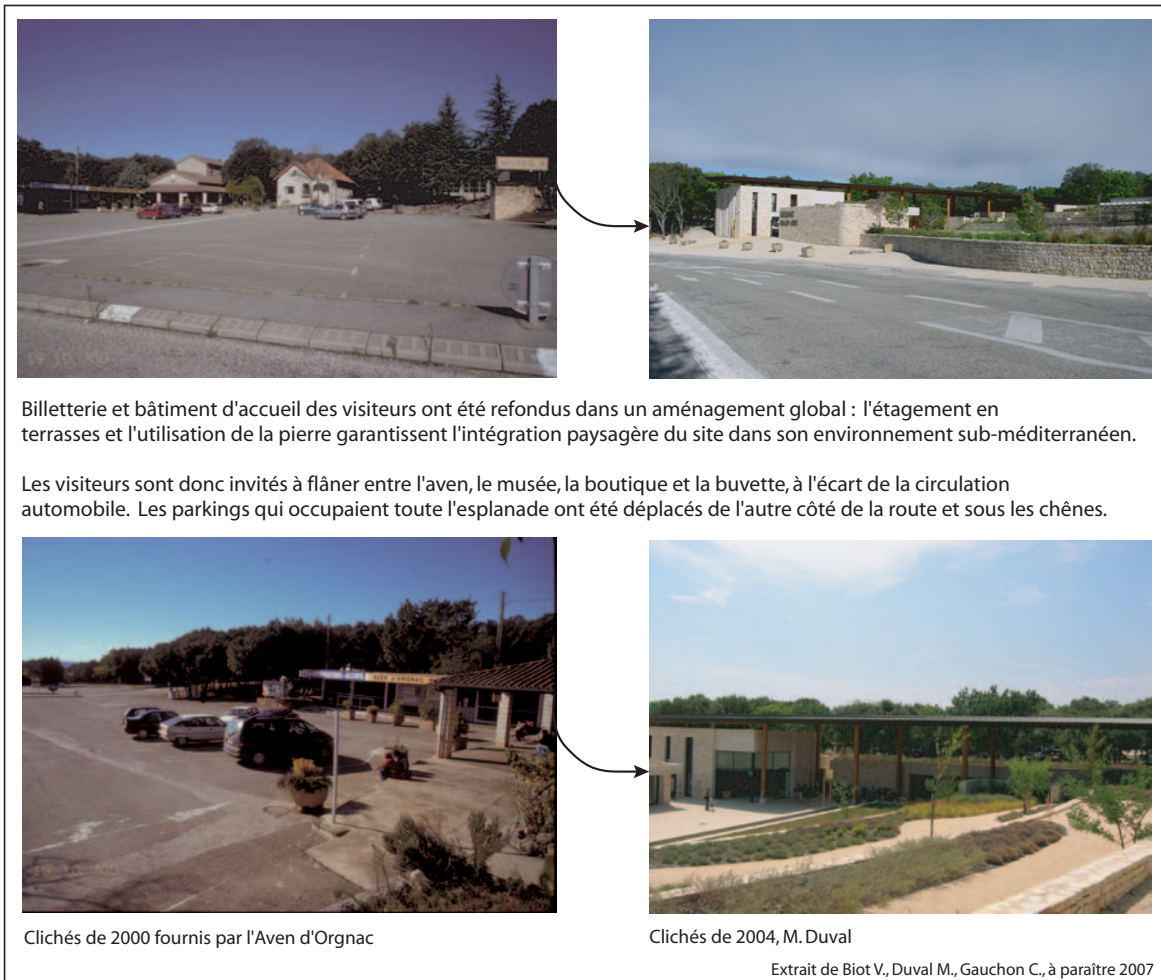 MUSEE
Billetterie et bâtiment d'accueil des visiteurs ont été refondus dans un aménagement global : l'étagement en
terrasses et l'utilisation de la pierre garantissent l'intégration paysagère du site dans son environnement sub-méditerranéen.
Les visiteurs sont donc invités à flâner entre l'aven, le musée, la boutique et la buvette, à l'écart de la circulation
automobile. Les parkings qui occupaient toute l'esplanade ont été déplacés de l'autre côté de la route et sous les chênes.
AVEN D'ORGNAC
Clichés de 2000 fournis par l'Aven d'Orgnac
Clichés de 2004, M. Duval
Extrait de Biot V., Duval M., Gauchon C., à paraître 2007